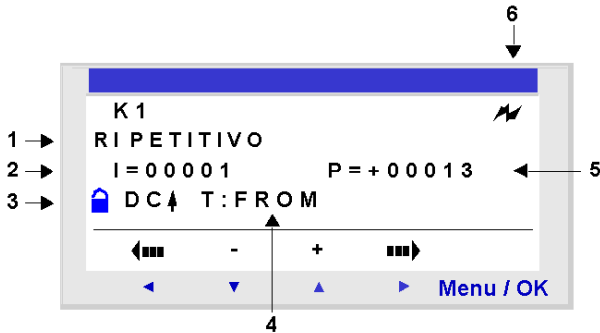 6
K1
1 RIPETITIVO
2 I=00001 P=+00013 5
3 DC T:FROM
- +
Menu / OK
4